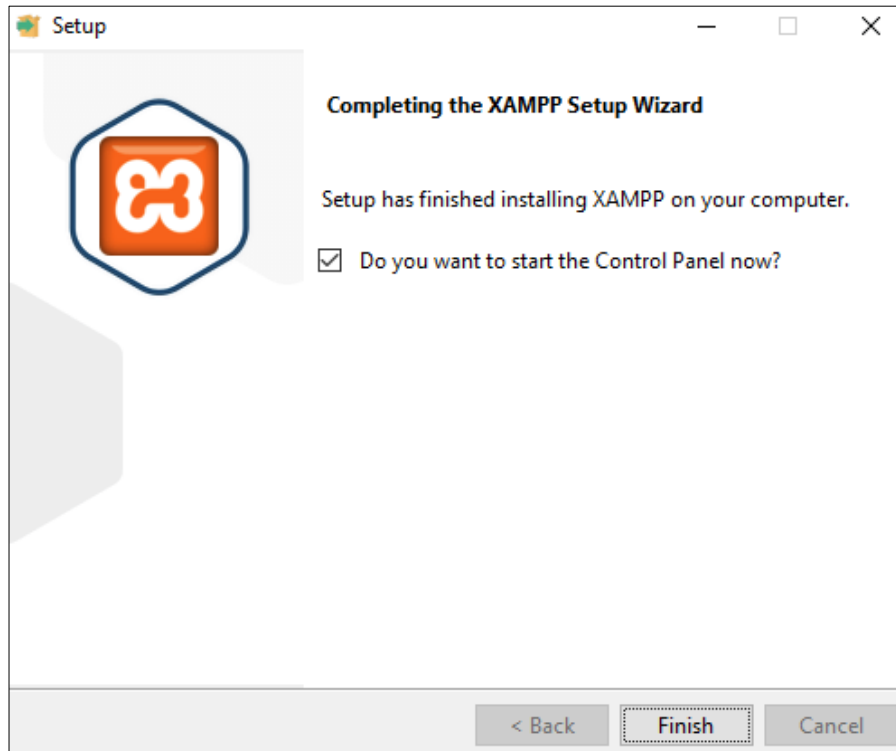 Setup
Completing the XAMPP Setup Wizard
Setup has finished installing XAMPP on your computer.
Do you want to start the Control Panel now?
< Back
Finish
Cancel